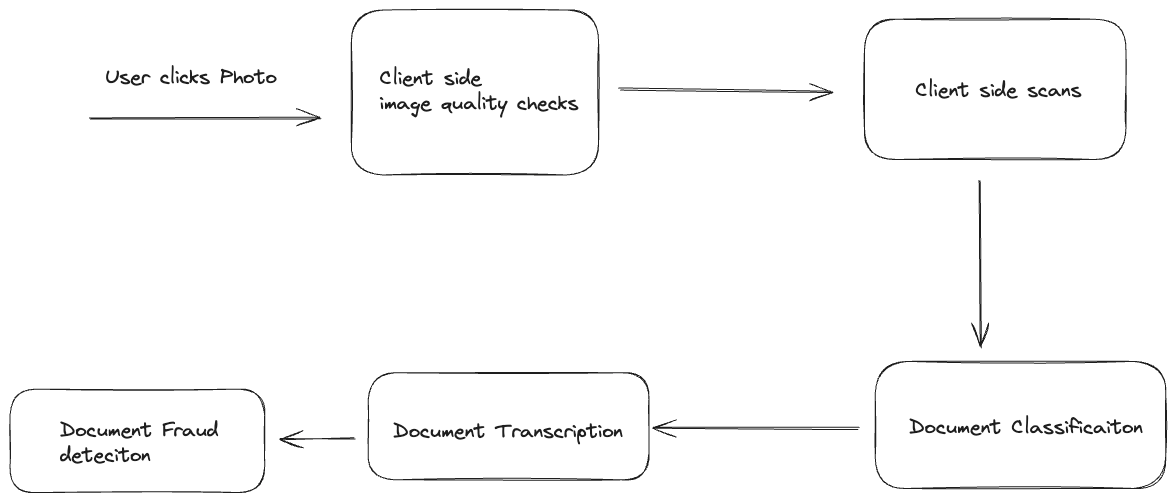 User clicks Photo
Client side
image quality checks
Client side scans
Document Classificaiton
Document Transcription
Document Fraud
deteciton